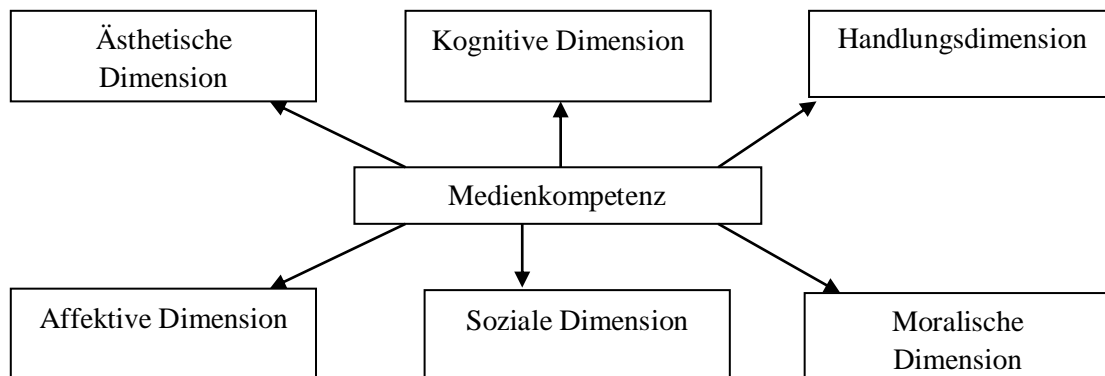 Ästhetische
Dimension
Kognitive Dimension
Handlungsdimension
Medienkompetenz
Affektive Dimension
Soziale Dimension
Moralische
Dimension